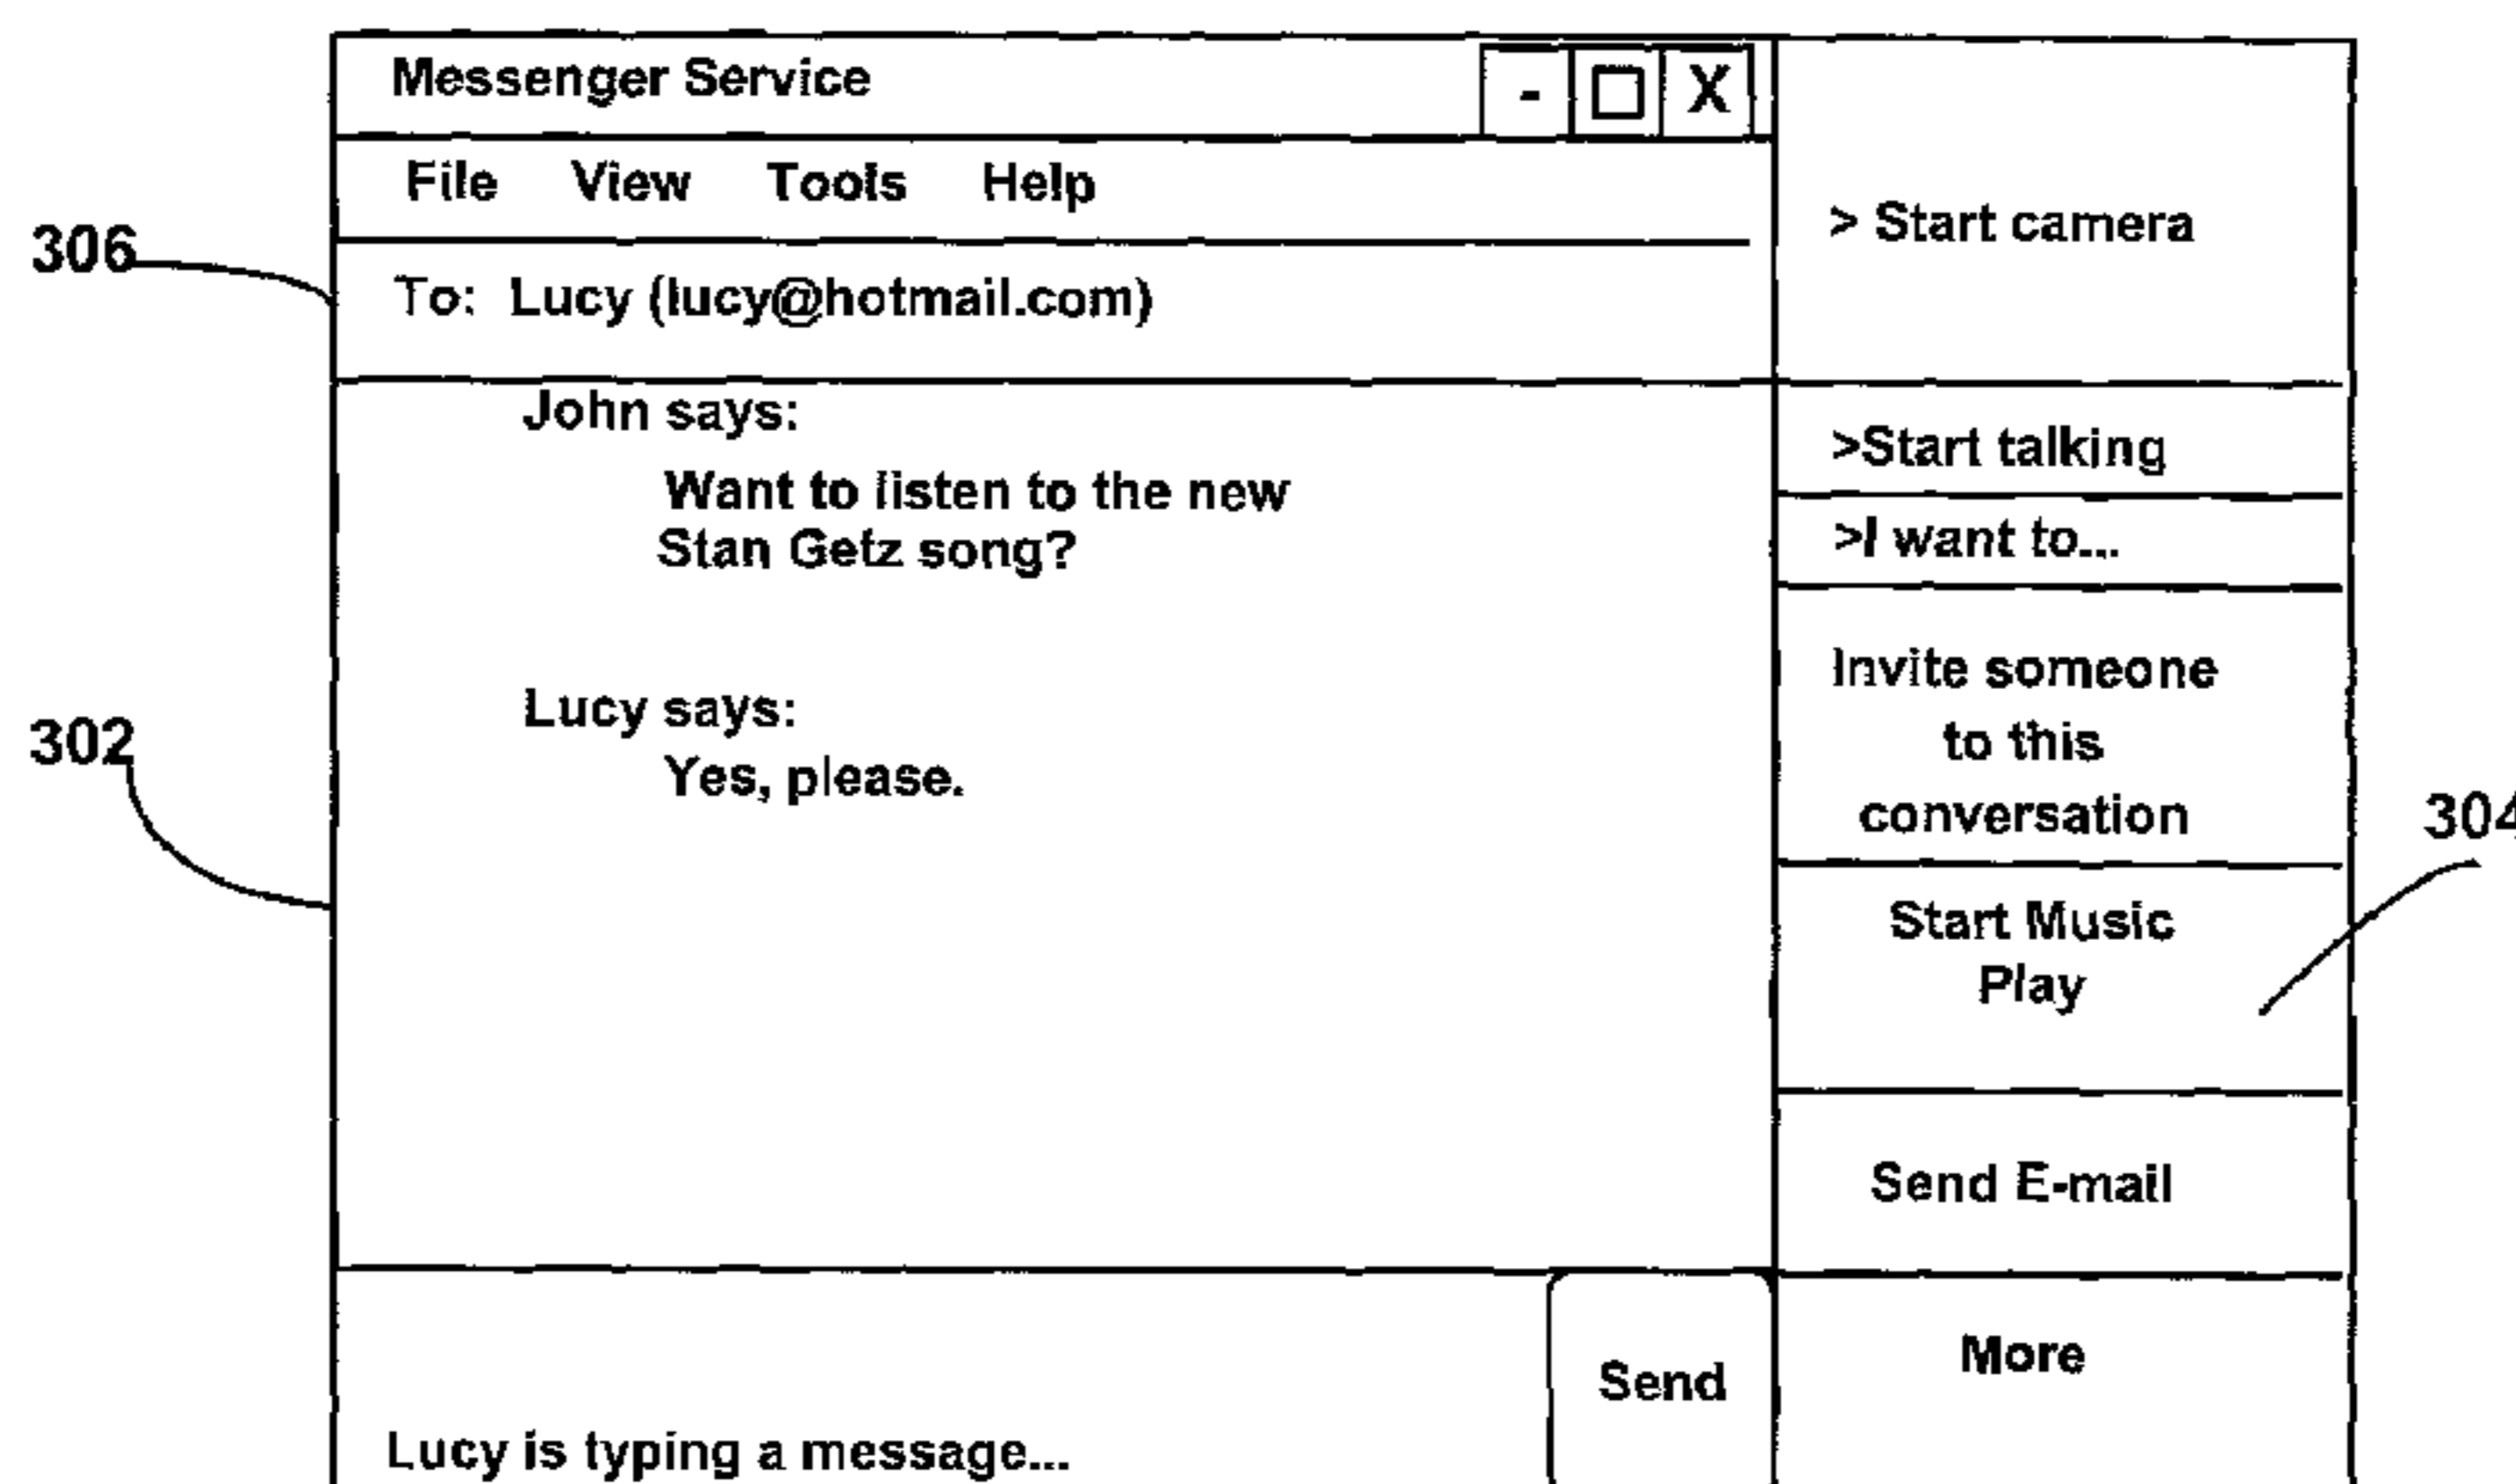 Messenger Service
- □ X
File View Tools Help
306
To: Lucy (lucy@hotmail.com)
John says:
Want to listen to the new
Stan Getz song?
302
Lucy says:
Yes, please.
Send
Lucy is typing a message...
> Start camera
>Start talking
>I want to...
Invite someone
to this
conversation
304
Start Music
Play
Send E-mail
More